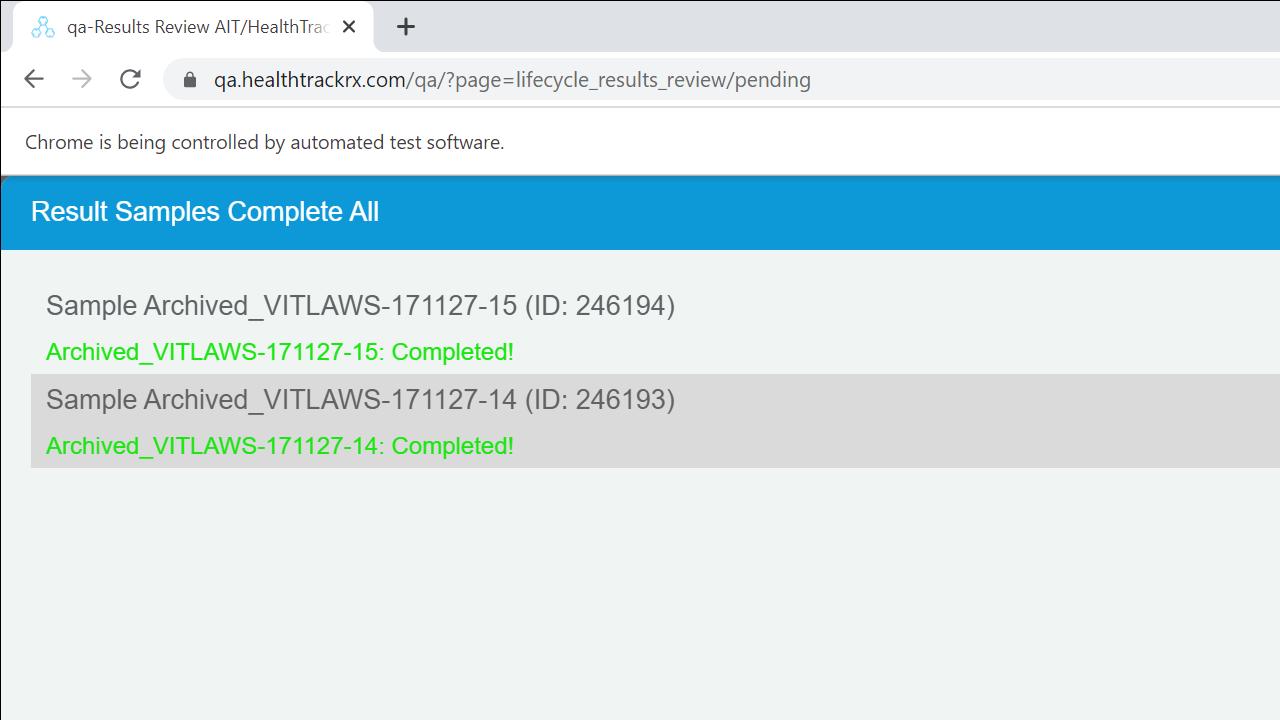 qa-Results Review AIT/HealthTrac
qa.healthtrackrx.com/qa/?page=lifecycle_results_review/pending
Chrome is being controlled by automated test software.
Result Samples Complete All
Sample Archived_VITLAWS-171127-15 (ID: 246194)
Archived_VITLAWS-171127-15: Completed!
Sample Archived_VITLAWS-171127-14 (ID: 246193)
Archived_VITLAWS-171127-14: Completed!